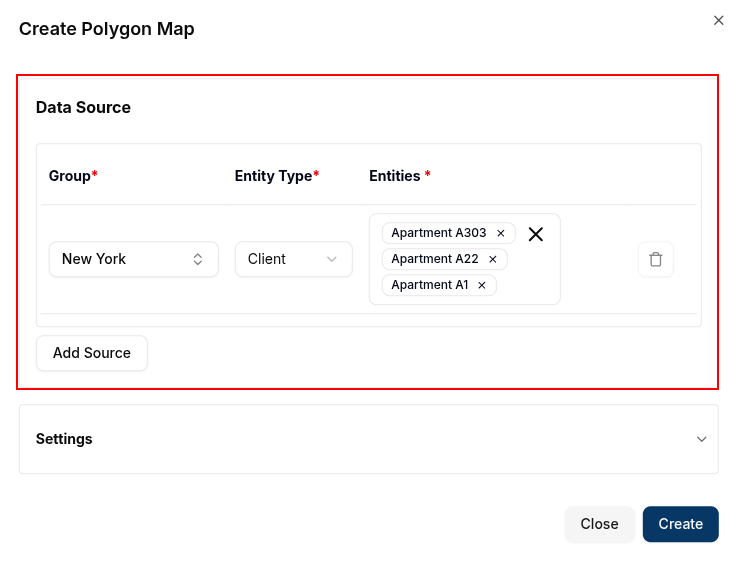 Create Polygon Map
Data Source
Group* Entity Type* Entities *
New York Client Apartment A303
Apartment A22
Apartment A1
Add Source
Settings
Close Create